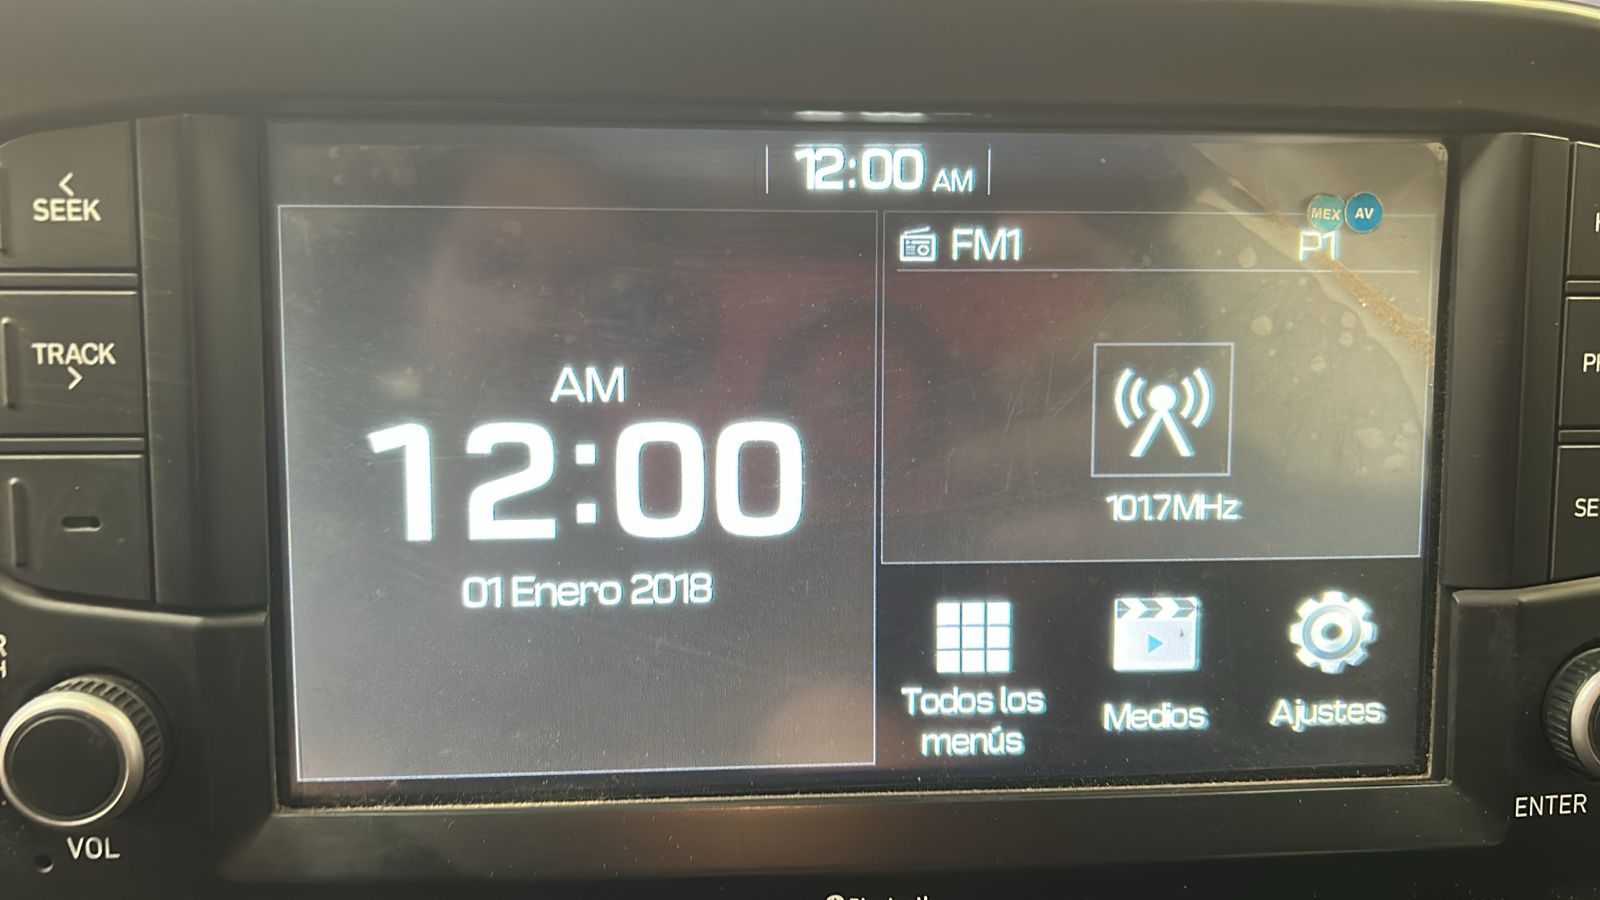 12:00 AM
MEX AV
< SEEK
FM1 P1
TRACK >
AM
12:00
101.7MHz
01 Enero 2018
Todos los
menús
Medios
Ajustes
VOL
ENTER